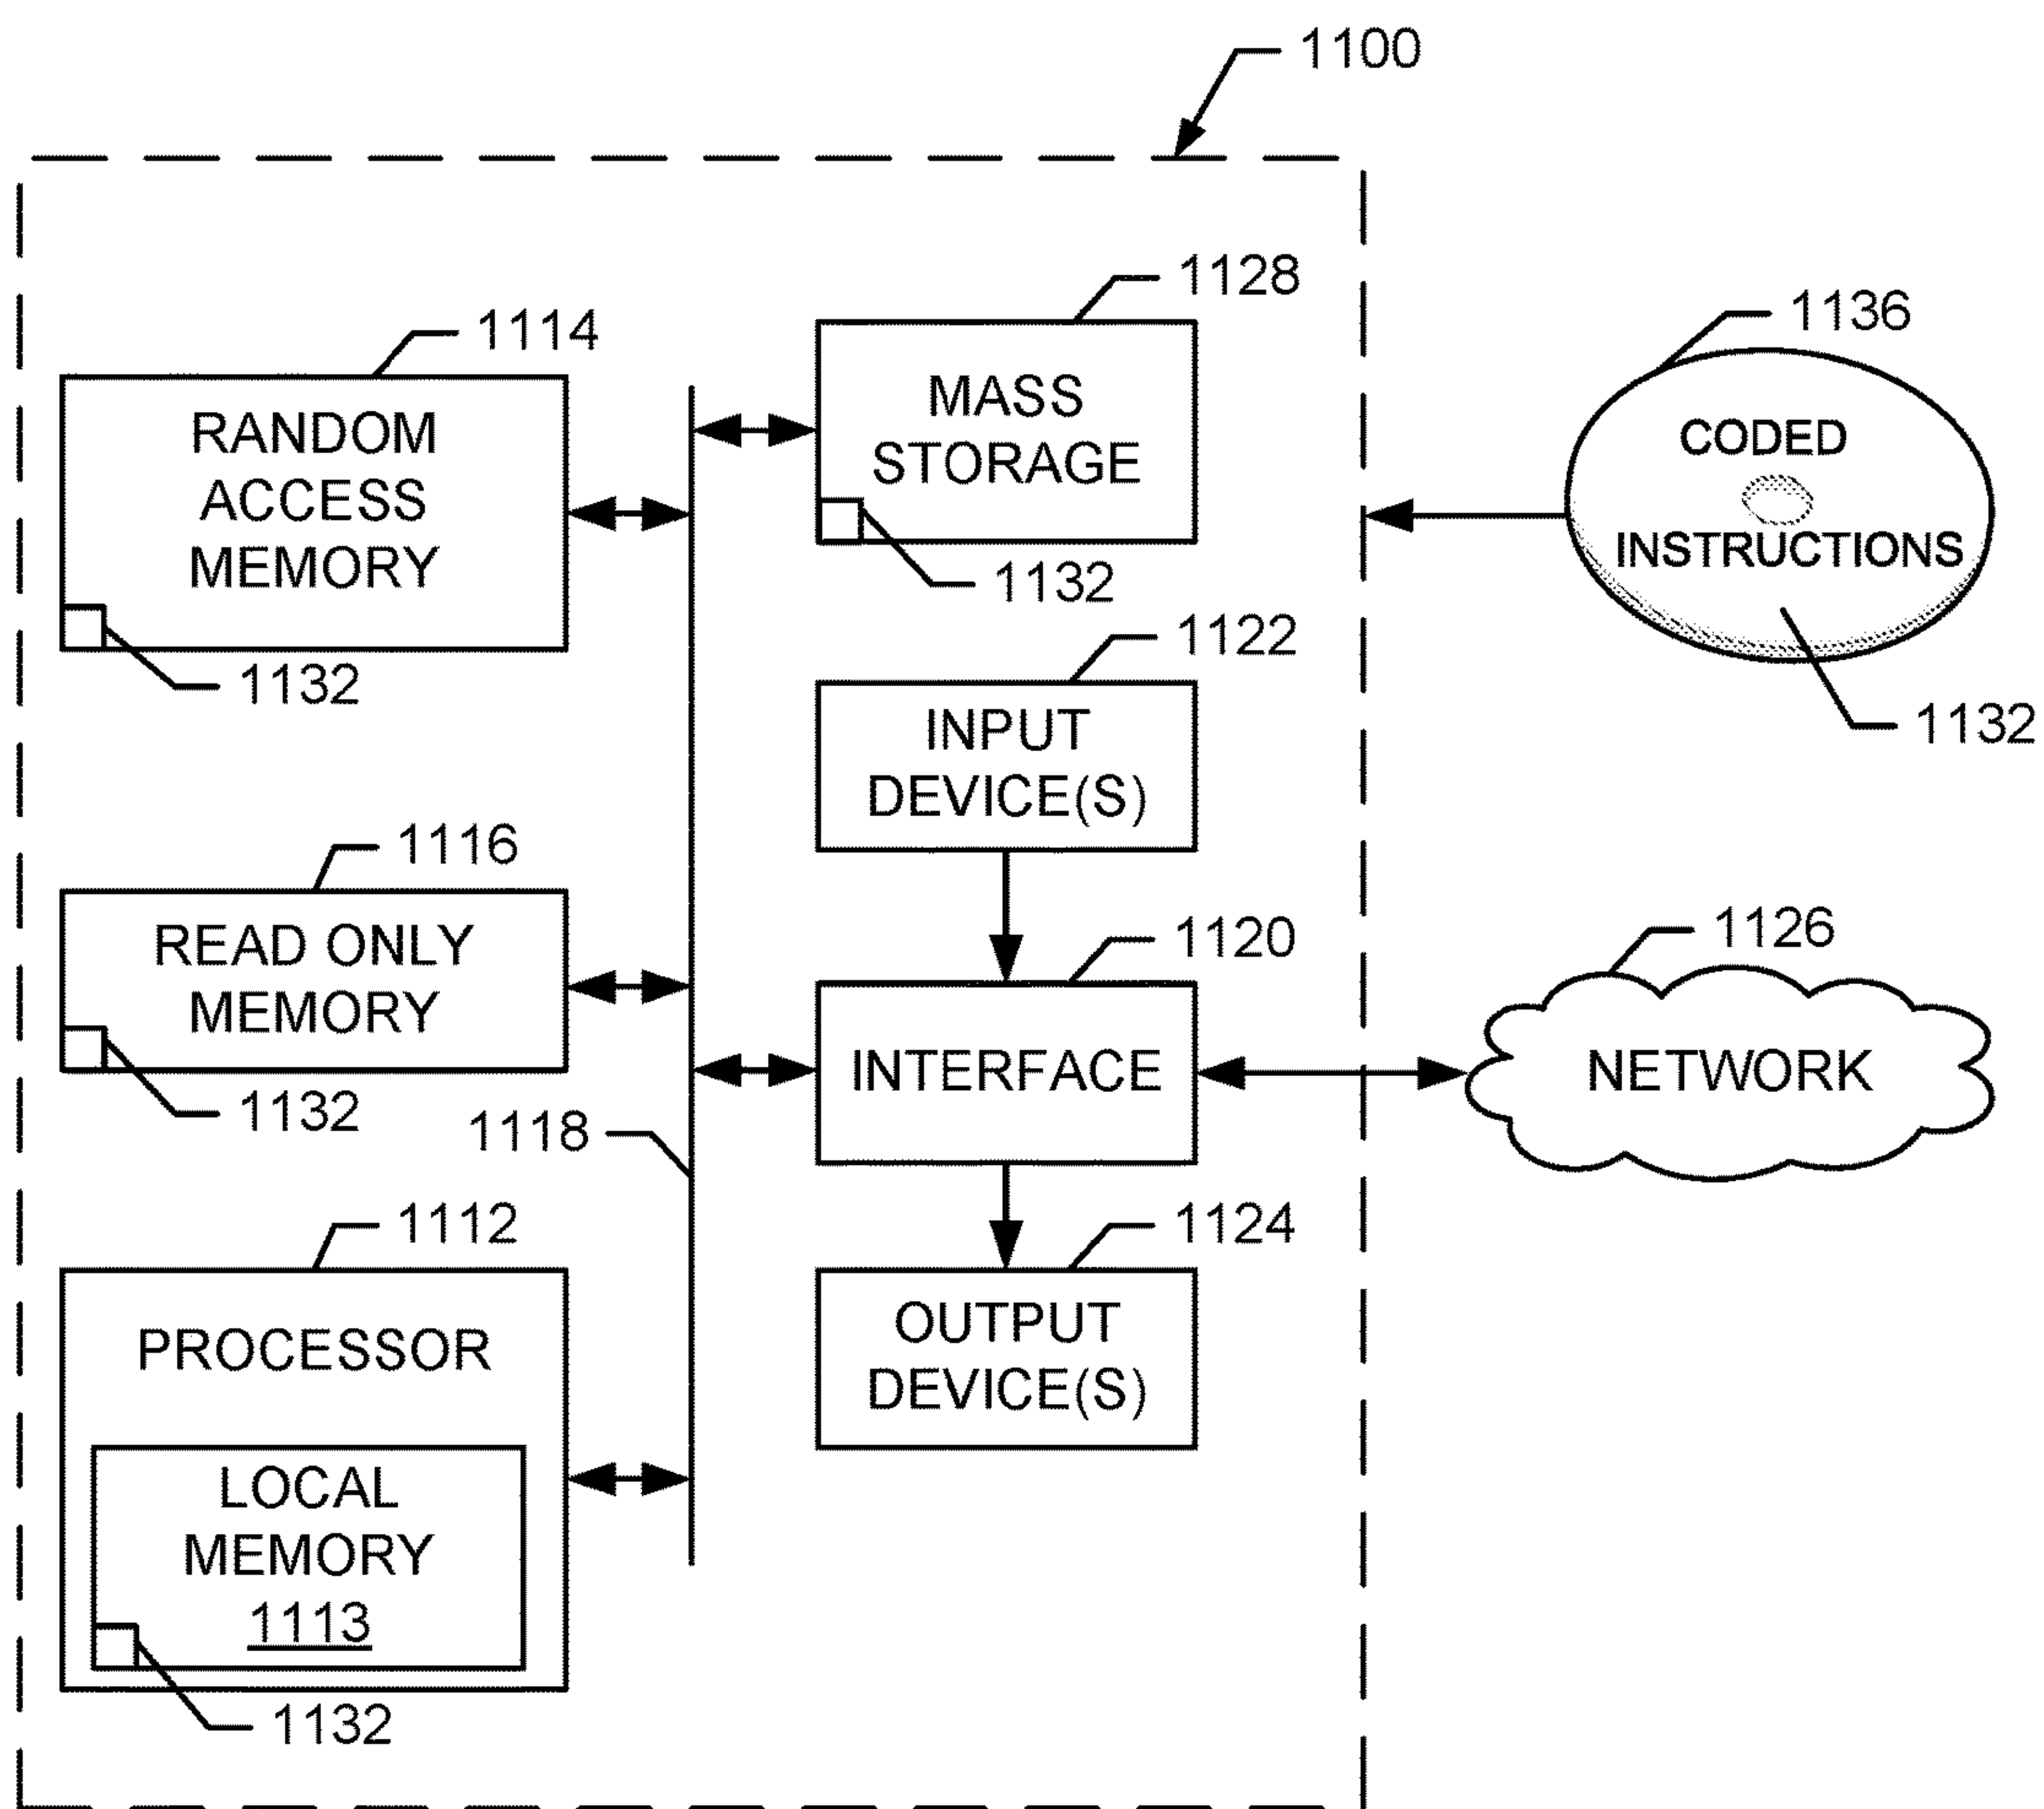 1100
1128
1114
1136
RANDOM
ACCESS
MEMORY
MASS
STORAGE
CODED
INSTRUCTIONS
1132
1132
1122
1132
INPUT
DEVICE(S)
1116
READ ONLY
MEMORY
1120
1126
INTERFACE
NETWORK
1132
1118
1112
1124
PROCESSOR
OUTPUT
DEVICE(S)
LOCAL
MEMORY
1113
1132